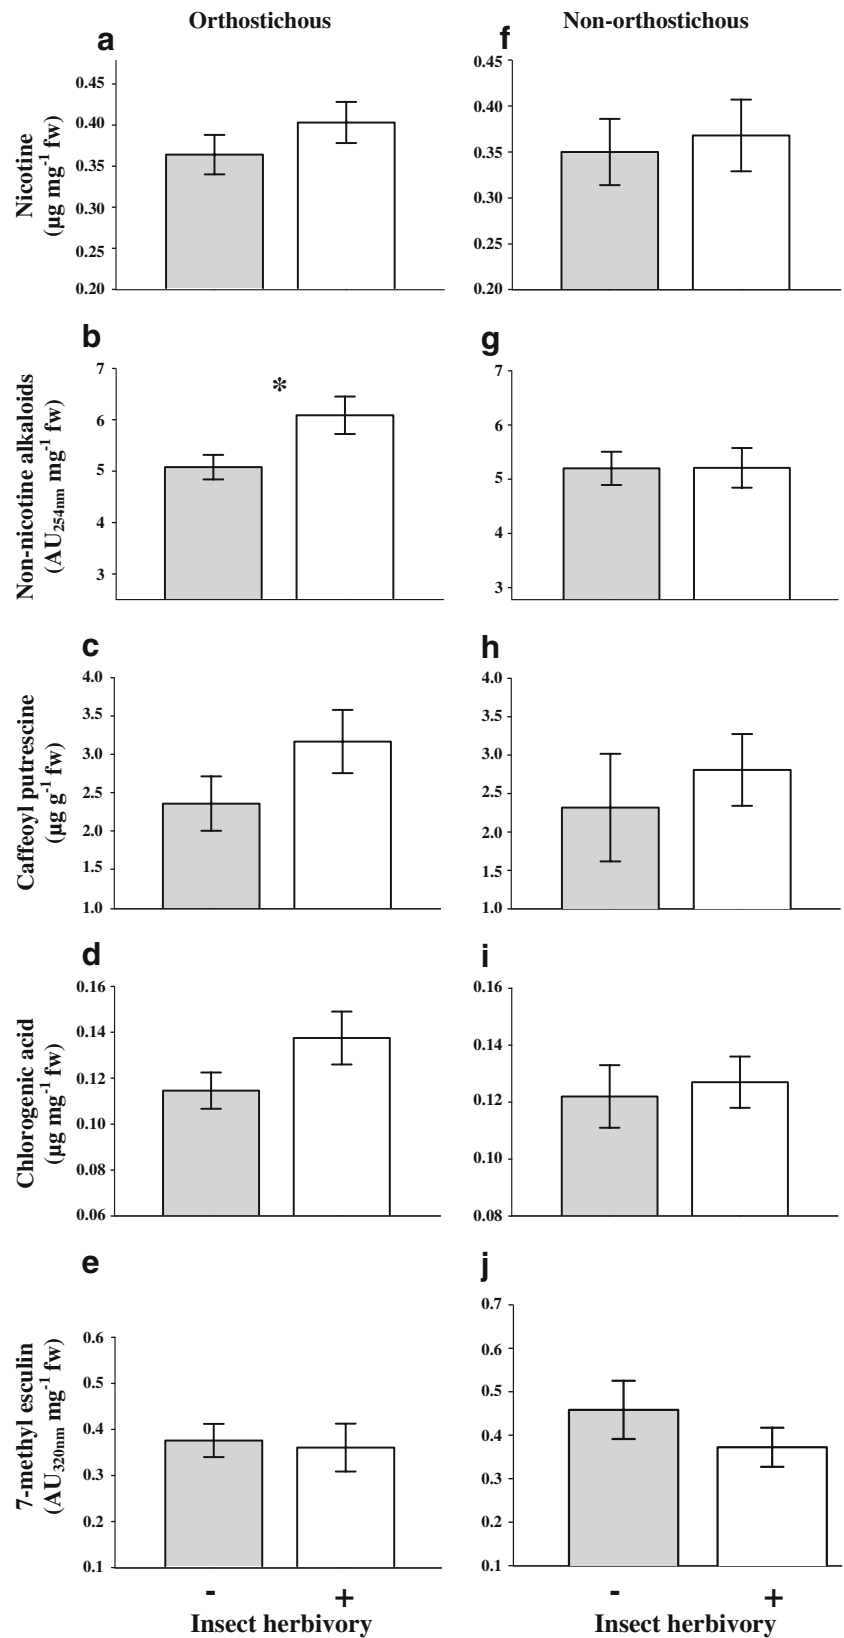 Orthostichous
Non-orthostichous
a
Nicotine
(µg mg-1 fw)
0.45
0.40
0.35
0.30
0.25
0.20
f
0.45
0.40
0.35
0.30
0.25
0.20
b
Non-nicotine alkaloids
(AU254nm mg-1 fw)
7
6
5
4
3
*
g
7
6
5
4
3
c
Caffeoyl putrescine
(µg g-1 fw)
4.0
3.5
3.0
2.5
2.0
1.5
1.0
h
4.0
3.5
3.0
2.5
2.0
1.5
1.0
d
Chlorogenic acid
(µg mg-1 fw)
0.16
0.14
0.12
0.10
0.08
0.06
i
0.16
0.14
0.12
0.10
0.08
e
7-methyl esculin
(AU320nm mg-1 fw)
0.6
0.5
0.4
0.3
0.2
0.1
j
0.7
0.6
0.5
0.4
0.3
0.2
0.1
- +
Insect herbivory
- +
Insect herbivory